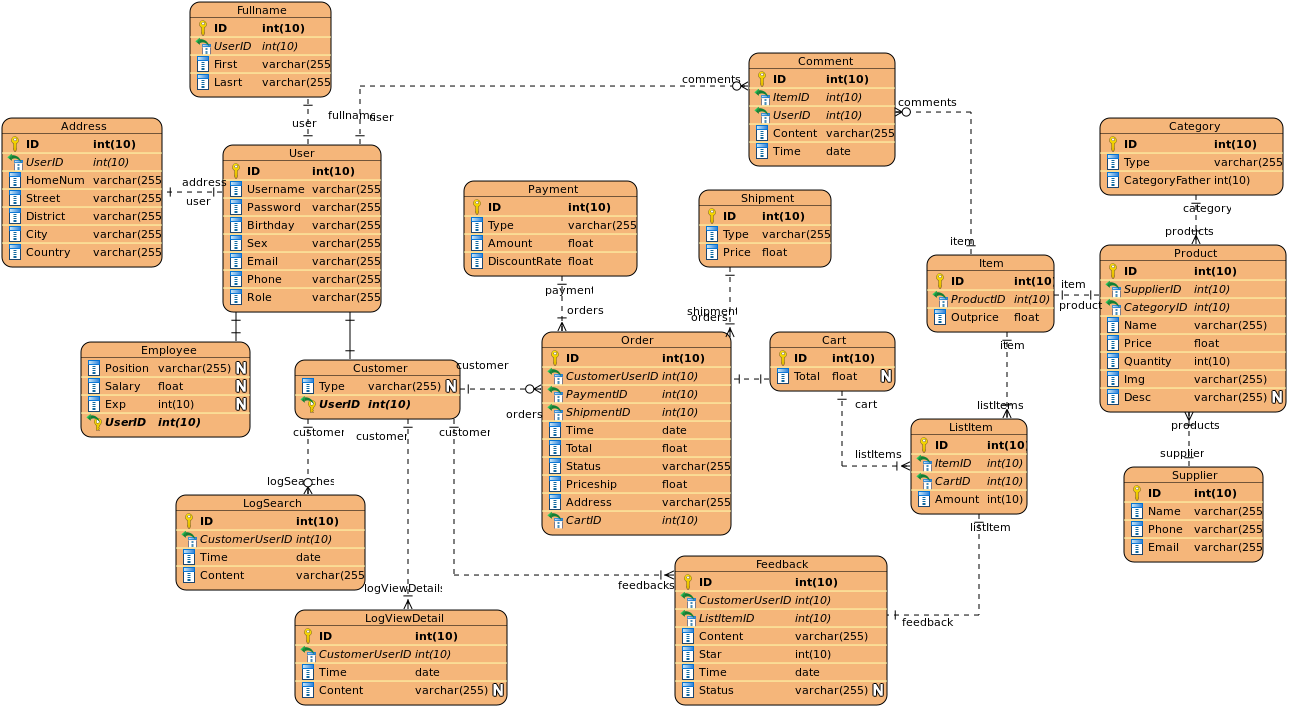 Fullname
ID int(10)
UserID int(10)
First varchar(255
Lasrt varchar(255
comments
Comment
ID int(10)
ItemID int(10)
UserID int(10)
Content varchar(255
Time date
comments
fullname
user
user
Address
ID int(10)
UserID int(10)
HomeNum varchar(255
Street varchar(255
District varchar(255
City varchar(255
Country varchar(255
address
user
User
ID int(10)
Username varchar(255
Password varchar(255
Birthday varchar(255
Sex varchar(255
Email varchar(255
Phone varchar(255
Role varchar(255
Payment
ID int(10)
Type varchar(255
Amount float
DiscountRate float
payment
orders
Shipment
ID int(10)
Type varchar(255
Price float
shipment
orders
Category
ID int(10)
Type varchar(255
CategoryFather int(10)
category
products
item
Item
ID int(10)
ProductID int(10)
Outprice float
item
product
item
listItems
Product
ID int(10)
SupplierID int(10)
CategoryID int(10)
Name varchar(255)
Price float
Quantity int(10)
Img varchar(255)
Desc varchar(255) N
products
supplier
Supplier
ID int(10)
Name varchar(255
Phone varchar(255
Email varchar(255
Employee
Position varchar(255) N
Salary float N
Exp int(10) N
UserID int(10)
Customer
Type varchar(255) N
UserID int(10)
customer
orders
customer
customer
customer
Order
ID int(10)
CustomerUserID int(10)
PaymentID int(10)
ShipmentID int(10)
Time date
Total float
Status varchar(255
Priceship float
Address varchar(255
CartID int(10)
Cart
ID int(10)
Total float N
cart
listItems
ListItem
ID int(10)
ItemID int(10)
CartID int(10)
Amount int(10)
listItem
logSearches
LogSearch
ID int(10)
CustomerUserID int(10)
Time date
Content varchar(255
logViewDetails
LogViewDetail
ID int(10)
CustomerUserID int(10)
Time date
Content varchar(255) N
feedbacks
Feedback
ID int(10)
CustomerUserID int(10)
ListItemID int(10)
Content varchar(255)
Star int(10)
Time date
Status varchar(255) N
feedback